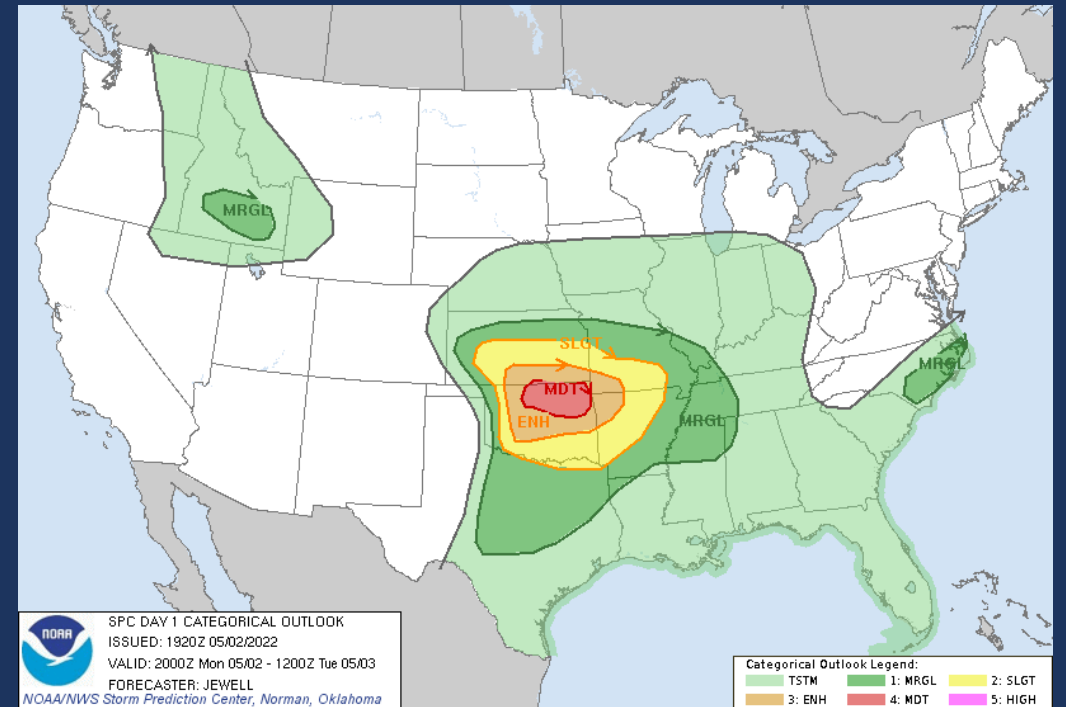 MRGL
SLGT
MDT
ENH
MRGL
MRGL
NOAA
SPC DAY 1 CATEGORICAL OUTLOOK
ISSUED: 1920Z 05/02/2022
VALID: 2000Z Mon 05/02 - 1200Z Tue 05/03
FORECASTER: JEWELL
NOAA/NWS Storm Prediction Center, Norman, Oklahoma
Categorical Outlook Legend:
TSTM 1: MRGL 2: SLGT
3: ENH 4: MDT 5: HIGH